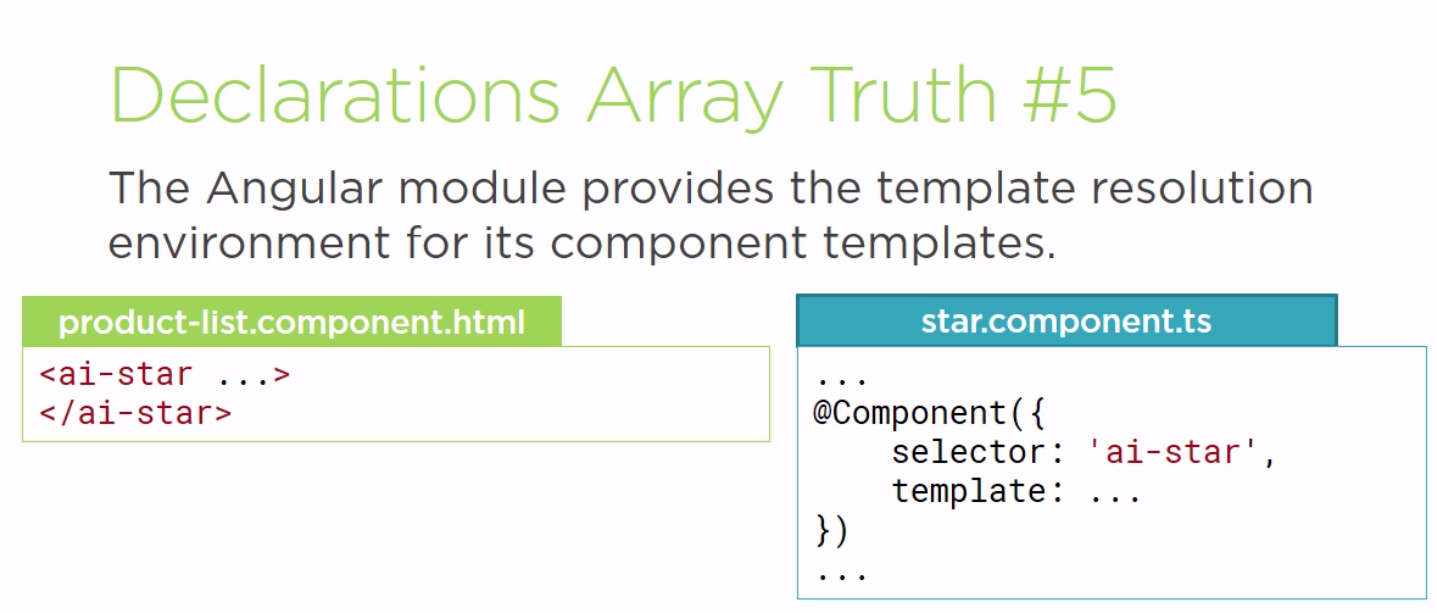 Declarations Array Truth #5
The Angular module provides the template resolution
environment for its component templates.
product-list.component.html
<ai-star ...>
</ai-star>
star.component.ts
...
@Component({
    selector: 'ai-star',
    template: ...
})
...